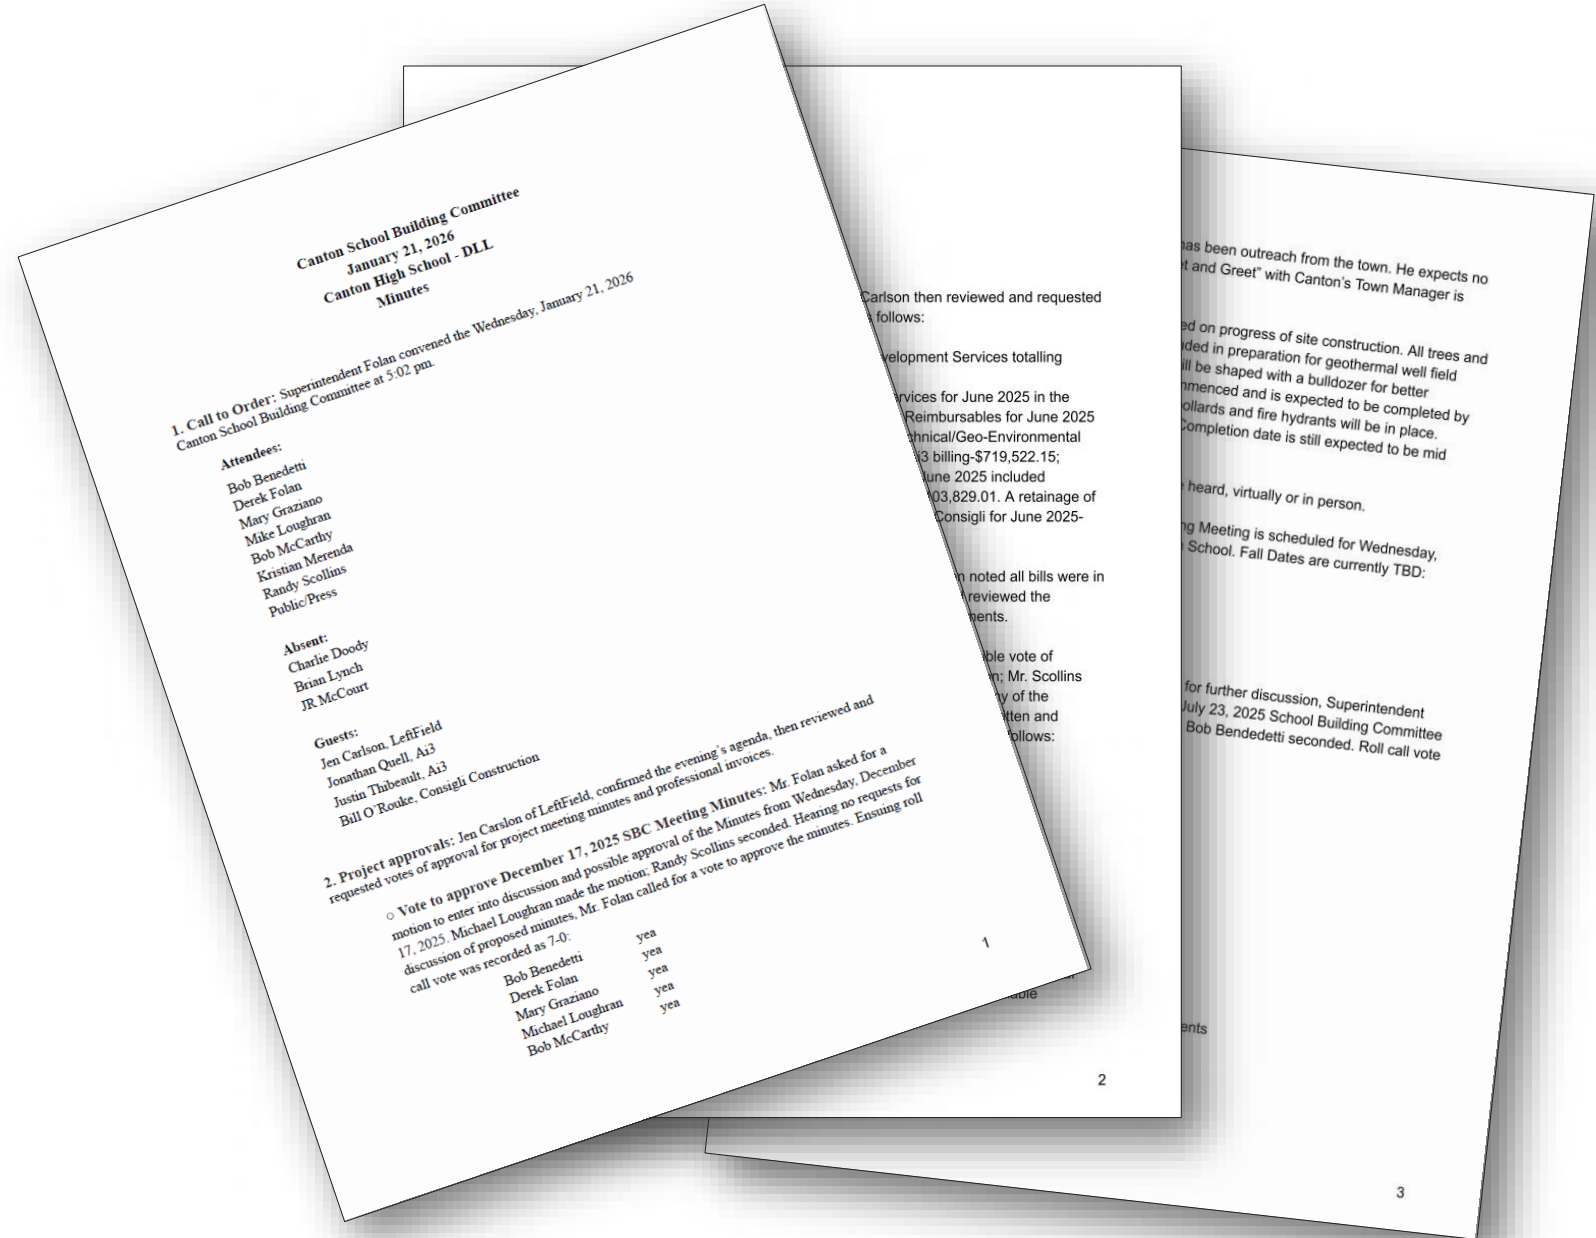 Canton School Building Committee
January 21, 2026
Canton High School - DLL
Minutes
1. Call to Order: Superintendent Folan convened the Wednesday, January 21, 2026
Canton School Building Committee at 5:02 pm.
Attendees:
Bob Benedetti
Derek Folan
Mary Graziano
Mike Loughran
Bob McCarthy
Kristian Merenda
Randy Scollins
Public/Press
Absent:
Charlie Doody
Brian Lynch
JR McCourt
Guests:
Jen Carlson, LeftField
Jonathan Quell, Ai3
Justin Thibeault, Ai3
Bill O'Rouke, Consigli Construction
2. Project approvals: Jen Carslon of LeftField, confirmed the evening's agenda, then reviewed and
requested votes of approval for project meeting minutes and professional invoices.
○ Vote to approve December 17, 2025 SBC Meeting Minutes: Mr. Folan asked for a
motion to enter into discussion and possible approval of the Minutes from Wednesday, December
17, 2025. Michael Loughran made the motion; Randy Scollins seconded. Hearing no requests for
discussion of proposed minutes, Mr. Folan called for a vote to approve the minutes. Ensuing roll
call vote was recorded as 7-0:
Bob Benedetti yea
Derek Folan yea
Mary Graziano yea
Michael Loughran yea
Bob McCarthy yea
1
Carlson then reviewed and requested
follows:
Development Services totalling
services for June 2025 in the
Reimbursables for June 2025
/Geo-Environmental
billing-$719,522.15;
June 2025 included
03,829.01. A retainage of
Consigli for June 2025-
noted all bills were in
reviewed the
vote of
Mr. Scollins
of the
and
follows:
2
has been outreach from the town. He expects no
and Greet" with Canton's Town Manager is
on progress of site construction. All trees and
in preparation for geothermal well field
be shaped with a bulldozer for better
commenced and is expected to be completed by
bollards and fire hydrants will be in place.
Completion date is still expected to be mid
heard, virtually or in person.
Meeting is scheduled for Wednesday,
School. Fall Dates are currently TBD:
for further discussion, Superintendent
July 23, 2025 School Building Committee
Bob Bendedetti seconded. Roll call vote
3